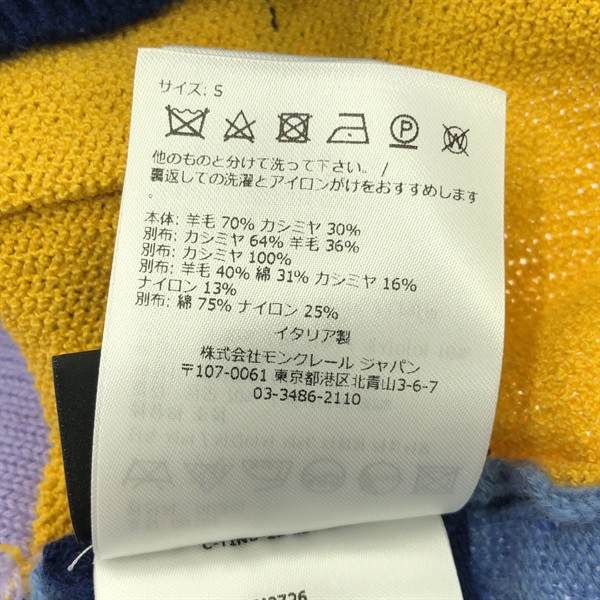 サイズ: S
P
W
他のものと分けて洗って下さい。/
裏返しての洗濯とアイロンがけをおすすめします
。
本体: 羊毛 70% カシミヤ 30%
別布: カシミヤ 64% 羊毛 36%
別布: カシミヤ 100%
別布: 羊毛 40% 綿 31% カシミヤ 16%
ナイロン 13%
別布: 綿 75% ナイロン 25%
イタリア製
株式会社モンクレール ジャパン
〒107-0061 東京都港区北青山3-6-7
03-3486-2110